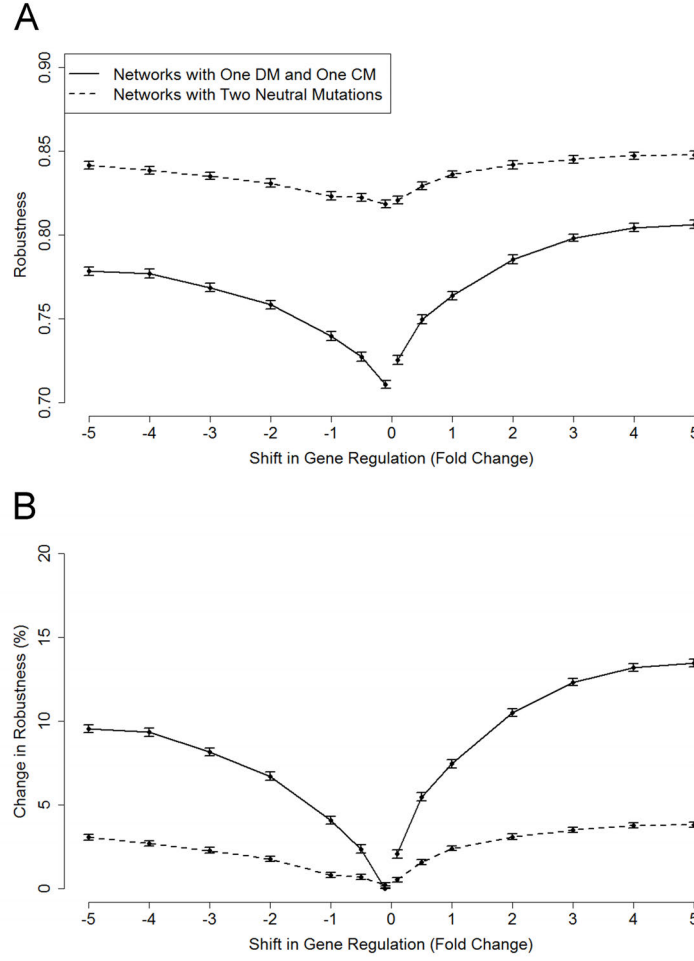 A
Networks with One DM and One CM
Networks with Two Neutral Mutations
Robustness
0.90
0.85
0.80
0.75
0.70
-5 -4 -3 -2 -1 0 1 2 3 4 5
Shift in Gene Regulation (Fold Change)
B
Change in Robustness (%)
20
15
10
5
0
-5 -4 -3 -2 -1 0 1 2 3 4 5
Shift in Gene Regulation (Fold Change)